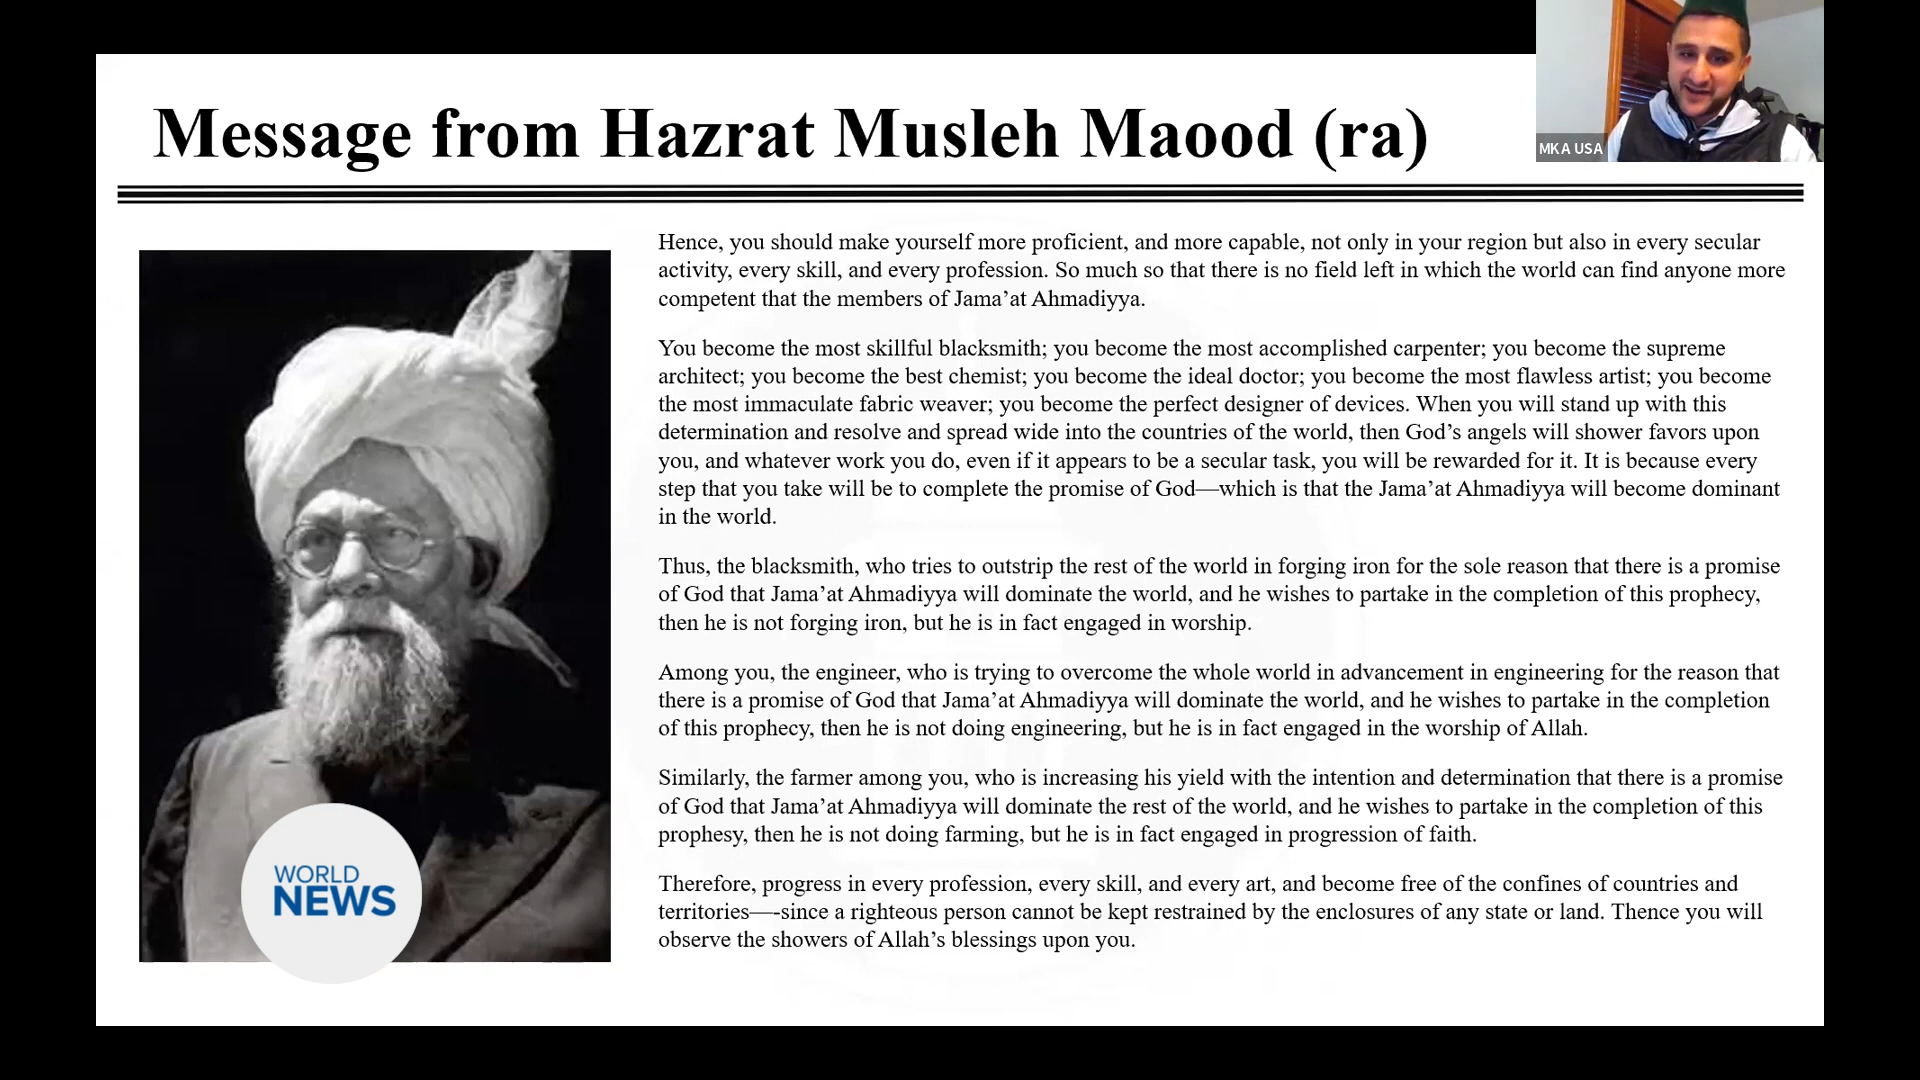 Message from Hazrat Musleh Maood (ra)
MKA USA
Hence, you should make yourself more proficient, and more capable, not only in your region but also in every secular
activity, every skill, and every profession. So much so that there is no field left in which the world can find anyone more
competent that the members of Jama’at Ahmadiyya.
You become the most skillful blacksmith; you become the most accomplished carpenter; you become the supreme
architect; you become the best chemist; you become the ideal doctor; you become the most flawless artist; you become
the most immaculate fabric weaver; you become the perfect designer of devices. When you will stand up with this
determination and resolve and spread wide into the countries of the world, then God’s angels will shower favors upon
you, and whatever work you do, even if it appears to be a secular task, you will be rewarded for it. It is because every
step that you take will be to complete the promise of God—which is that the Jama’at Ahmadiyya will become dominant
in the world.
Thus, the blacksmith, who tries to outstrip the rest of the world in forging iron for the sole reason that there is a promise
of God that Jama’at Ahmadiyya will dominate the world, and he wishes to partake in the completion of this prophecy,
then he is not forging iron, but he is in fact engaged in worship.
Among you, the engineer, who is trying to overcome the whole world in advancement in engineering for the reason that
there is a promise of God that Jama’at Ahmadiyya will dominate the world, and he wishes to partake in the completion
of this prophecy, then he is not doing engineering, but he is in fact engaged in the worship of Allah.
Similarly, the farmer among you, who is increasing his yield with the intention and determination that there is a promise
of God that Jama’at Ahmadiyya will dominate the rest of the world, and he wishes to partake in the completion of this
prophesy, then he is not doing farming, but he is in fact engaged in progression of faith.
Therefore, progress in every profession, every skill, and every art, and become free of the confines of countries and
territories—-since a righteous person cannot be kept restrained by the enclosures of any state or land. Thence you will
observe the showers of Allah’s blessings upon you.
WORLD
NEWS